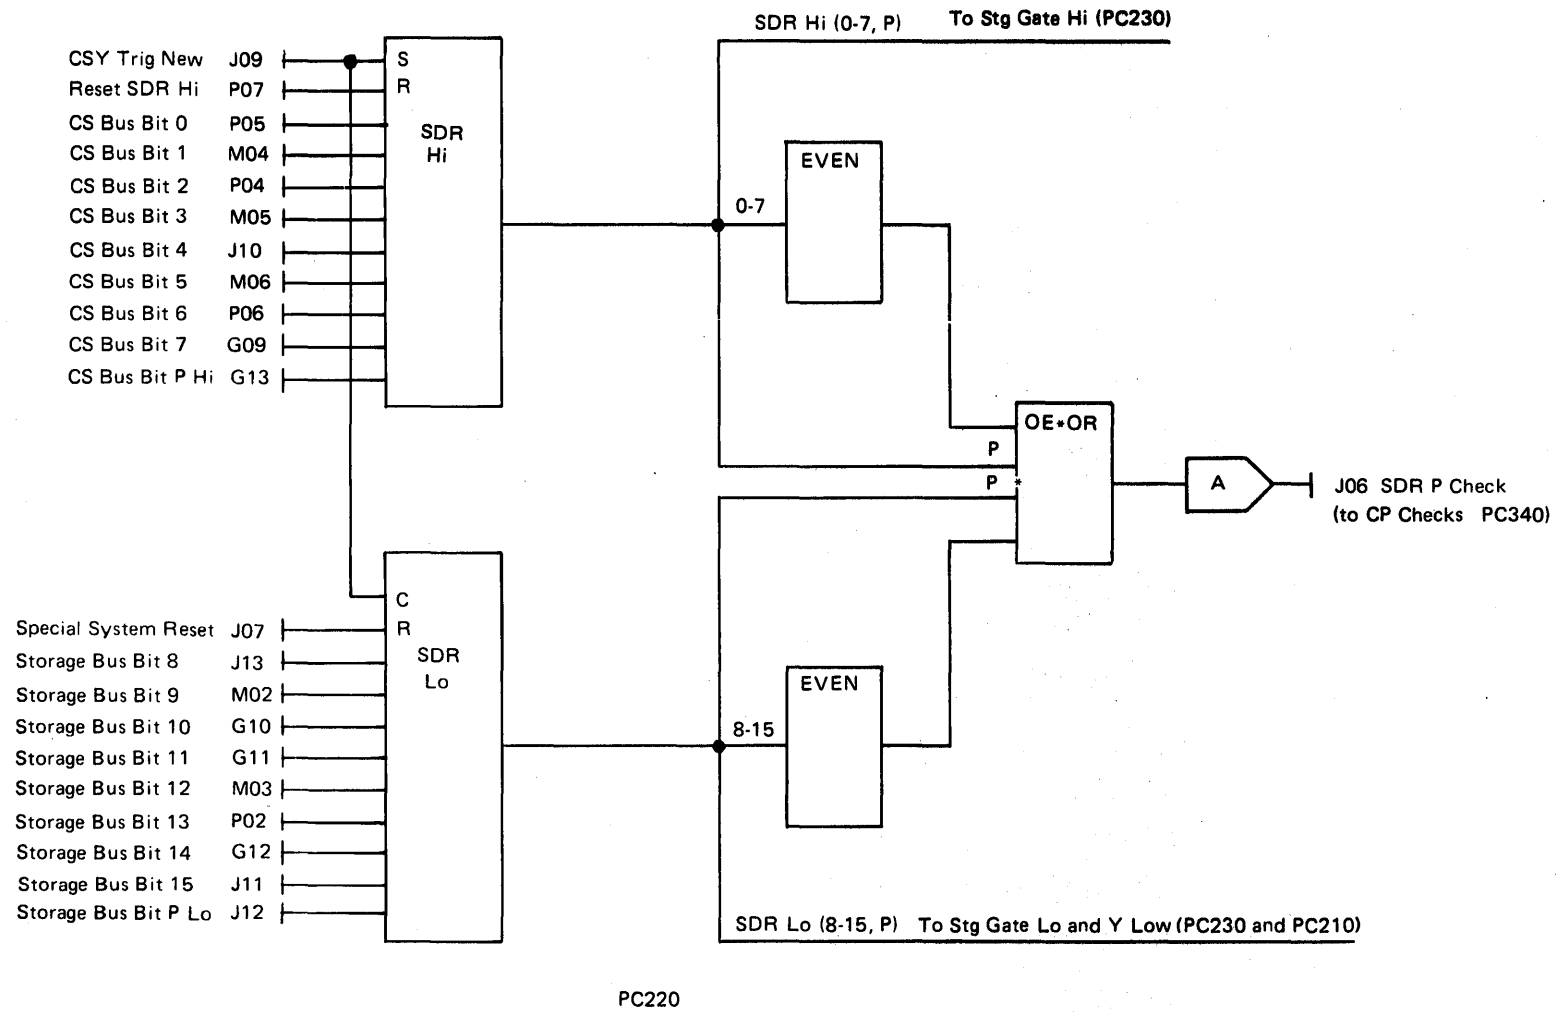 SDR Hi (0-7, P) To Stg Gate Hi (PC230)
CSY Trig New J09 S
Reset SDR Hi P07 R
CS Bus Bit 0 P05
CS Bus Bit 1 M04
CS Bus Bit 2 P04
CS Bus Bit 3 M05
CS Bus Bit 4 J10
CS Bus Bit 5 M06
CS Bus Bit 6 P06
CS Bus Bit 7 G09
CS Bus Bit P Hi G13
SDR
Hi
EVEN
0-7
OE*OR
P
P *
A
J06 SDR P Check
(to CP Checks PC340)
C
Special System Reset J07 R
Storage Bus Bit 8 J13
Storage Bus Bit 9 M02
Storage Bus Bit 10 G10
Storage Bus Bit 11 G11
Storage Bus Bit 12 M03
Storage Bus Bit 13 P02
Storage Bus Bit 14 G12
Storage Bus Bit 15 J11
Storage Bus Bit P Lo J12
SDR
Lo
EVEN
8-15
SDR Lo (8-15, P) To Stg Gate Lo and Y Low (PC230 and PC210)
PC220